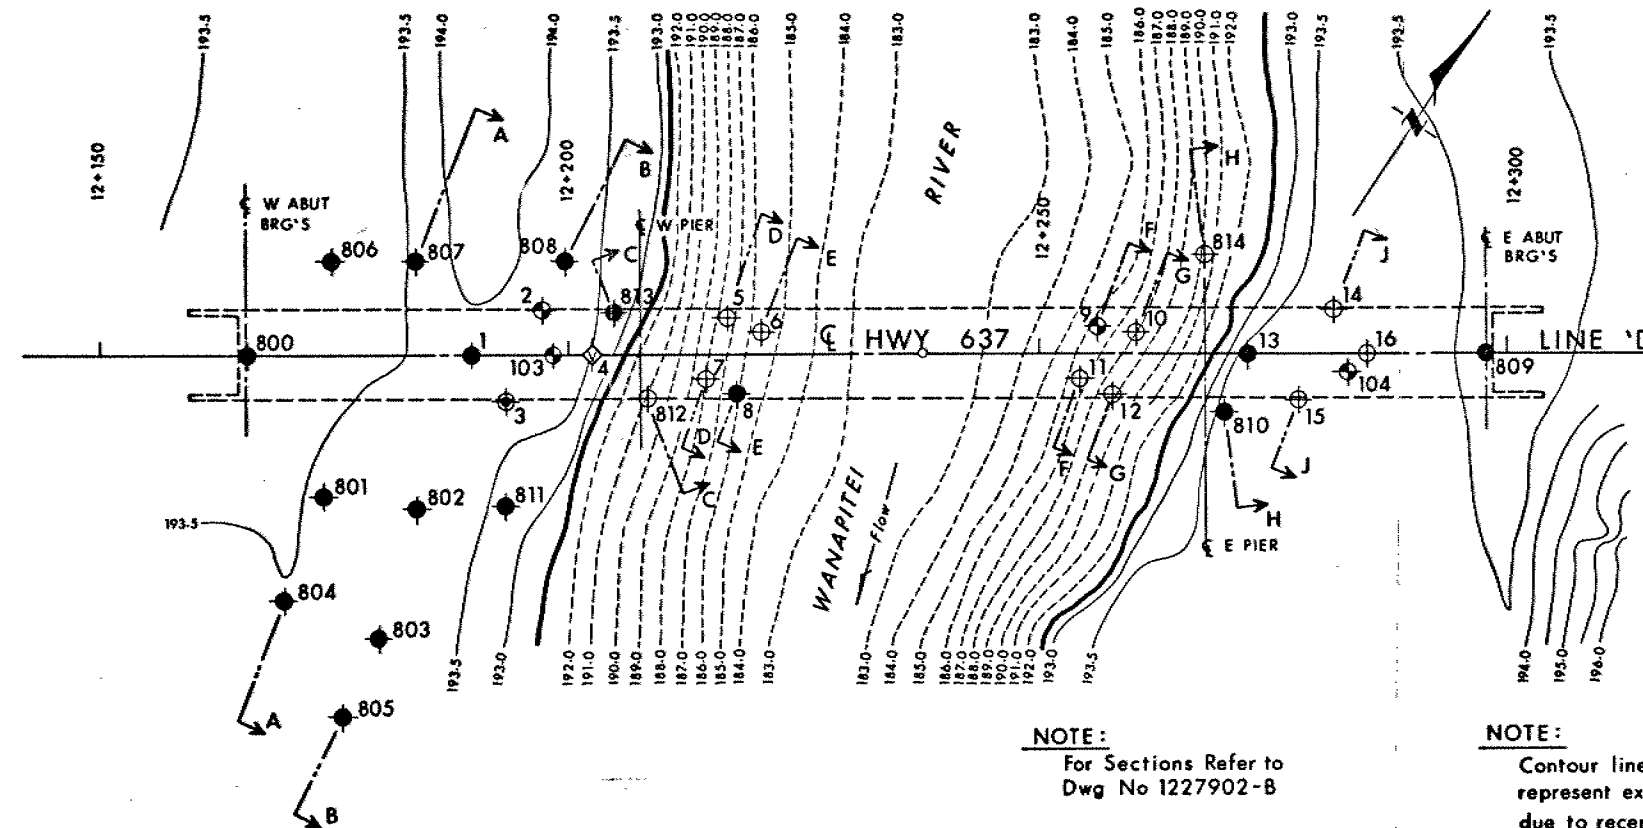 193.5
193.5
194.0
194.0
193.5
193.0
192.0
191.0
190.0
189.0
188.0
187.0
186.0
185.0
184.0
183.0
183.0
184.0
185.0
186.0
187.0
188.0
189.0
190.0
191.0
192.0
193.0
193.5
193.5
193.5
A
B
H
N
12+150
12+200
RIVER
12+250
12+300
℄ W ABUT
BRG'S
℄ W PIER
D
E
F
G
J
℄ E ABUT
BRG'S
806
807
808
C
814
2
813
5
6
9
10
14
800
1
103
4
7
℄ HWY 637
13
16
104
LINE 'D
809
3
812
8
11
12
810
15
801
802
811
D
E
C
F
G
J
H
193.5
WANAPITEI
Flow
℄ E PIER
804
803
805
A
B
193.5
193.0
192.0
191.0
190.0
189.0
188.0
187.0
186.0
185.0
184.0
183.0
183.0
184.0
185.0
186.0
187.0
188.0
189.0
190.0
191.0
192.0
193.0
193.5
194.0
195.0
196.0
NOTE:
For Sections Refer to
Dwg No 1227902-B
NOTE:
Contour line
represent ex
due to recen